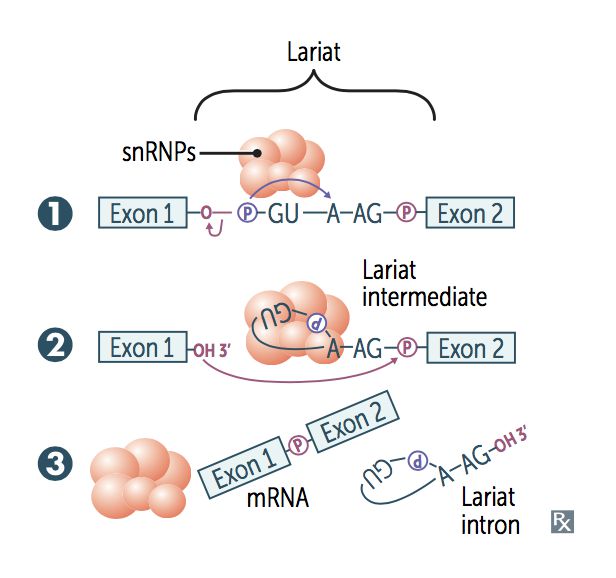 Lariat
snRNPs
1 Exon 1 O P GU A AG P Exon 2
Lariat
intermediate
2 Exon 1 OH 3' GU P A AG P Exon 2
3 Exon 1 P Exon 2
mRNA
GU P A AG OH 3'
Lariat
intron
Rx